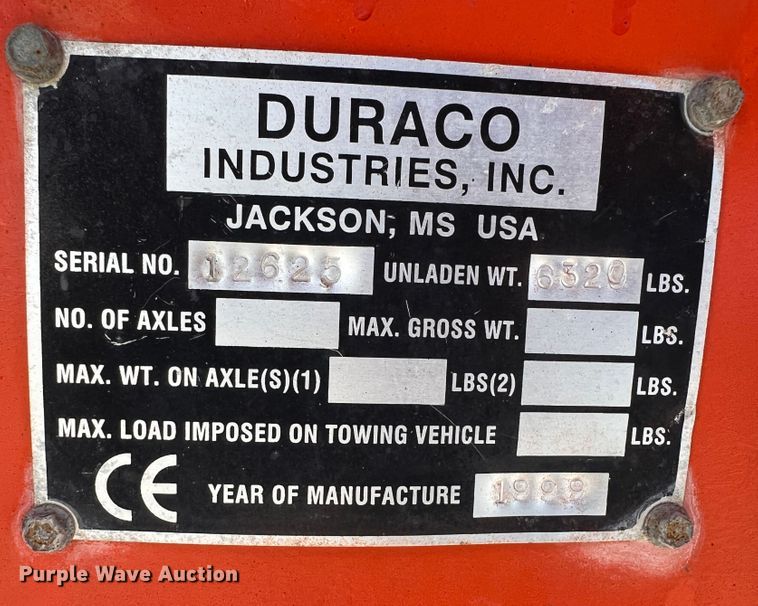 DURACO
INDUSTRIES, INC.
JACKSON, MS USA
SERIAL NO. 12625 UNLADEN WT. 6320 LBS.
NO. OF AXLES MAX. GROSS WT. LBS.
MAX. WT. ON AXLE(S)(1) LBS(2) LBS.
MAX. LOAD IMPOSED ON TOWING VEHICLE LBS.
CE YEAR OF MANUFACTURE 1999
Purple Wave Auction